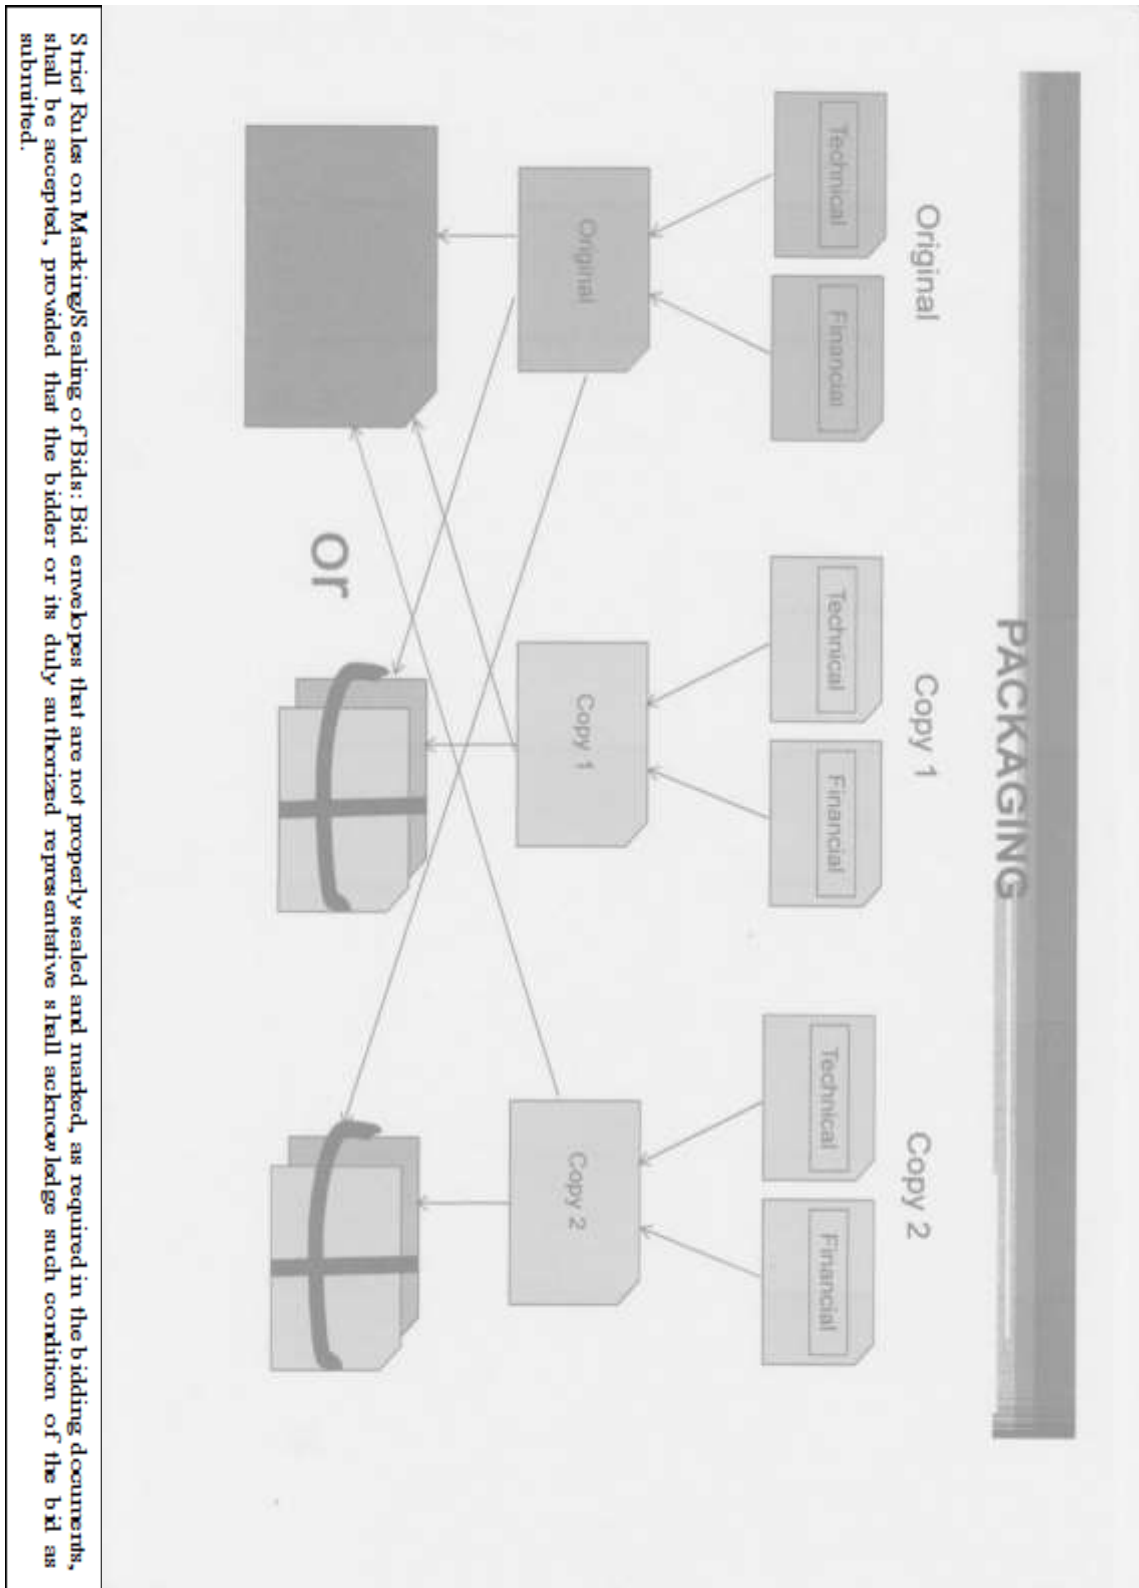 PACKAGING
Original
Copy 1
Copy 2
Technical
Financial
Technical
Financial
Technical
Financial
Original
Copy 1
Copy 2
or
Strict Rules on Marking/Sealing of Bids: Bid envelopes that are not properly sealed and marked, as required in the bidding documents,
shall be accepted, provided that the bidder or its duly authorized representative shall acknowledge such condition of the bid as
submitted.